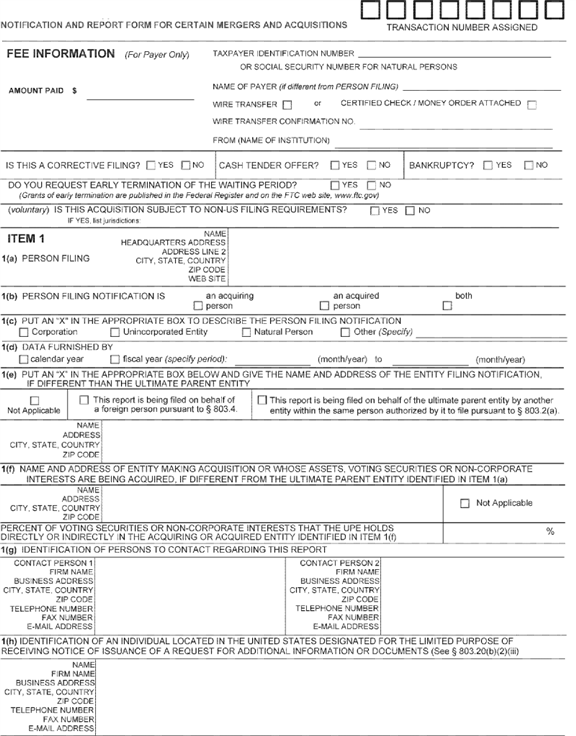 NOTIFICATION AND REPORT FORM FOR CERTAIN MERGERS AND ACQUISITIONS
TRANSACTION NUMBER ASSIGNED
FEE INFORMATION (For Payer Only)
TAXPAYER IDENTIFICATION NUMBER
OR SOCIAL SECURITY NUMBER FOR NATURAL PERSONS
AMOUNT PAID $
NAME OF PAYER (if different from PERSON FILING)
WIRE TRANSFER or CERTIFIED CHECK / MONEY ORDER ATTACHED
WIRE TRANSFER CONFIRMATION NO.
FROM (NAME OF INSTITUTION)
IS THIS A CORRECTIVE FILING? YES NO CASH TENDER OFFER? YES NO BANKRUPTCY? YES NO
DO YOU REQUEST EARLY TERMINATION OF THE WAITING PERIOD? YES NO
(Grants of early termination are published in the Federal Register and on the FTC web site, www.ftc.gov)
(voluntary) IS THIS ACQUISITION SUBJECT TO NON-US FILING REQUIREMENTS? YES NO
IF YES, list jurisdictions:
ITEM 1
1(a) PERSON FILING
NAME
HEADQUARTERS ADDRESS
ADDRESS LINE 2
CITY, STATE, COUNTRY
ZIP CODE
WEB SITE
1(b) PERSON FILING NOTIFICATION IS an acquiring person an acquired person both
1(c) PUT AN "X" IN THE APPROPRIATE BOX TO DESCRIBE THE PERSON FILING NOTIFICATION
Corporation Unincorporated Entity Natural Person Other (Specify)
1(d) DATA FURNISHED BY
calendar year fiscal year (specify period): (month/year) to (month/year)
1(e) PUT AN "X" IN THE APPROPRIATE BOX BELOW AND GIVE THE NAME AND ADDRESS OF THE ENTITY FILING NOTIFICATION,
IF DIFFERENT THAN THE ULTIMATE PARENT ENTITY
Not Applicable
This report is being filed on behalf of
a foreign person pursuant to § 803.4.
This report is being filed on behalf of the ultimate parent entity by another
entity within the same person authorized by it to file pursuant to § 803.2(a).
NAME
ADDRESS
CITY, STATE, COUNTRY
ZIP CODE
1(f) NAME AND ADDRESS OF ENTITY MAKING ACQUISITION OR WHOSE ASSETS, VOTING SECURITIES OR NON-CORPORATE
INTERESTS ARE BEING ACQUIRED, IF DIFFERENT FROM THE ULTIMATE PARENT ENTITY IDENTIFIED IN ITEM 1(a)
NAME
ADDRESS
CITY, STATE, COUNTRY
ZIP CODE
Not Applicable
PERCENT OF VOTING SECURITIES OR NON-CORPORATE INTERESTS THAT THE UPE HOLDS
DIRECTLY OR INDIRECTLY IN THE ACQUIRING OR ACQUIRED ENTITY IDENTIFIED IN ITEM 1(f)
%
1(g) IDENTIFICATION OF PERSONS TO CONTACT REGARDING THIS REPORT
CONTACT PERSON 1
FIRM NAME
BUSINESS ADDRESS
CITY, STATE, COUNTRY
ZIP CODE
TELEPHONE NUMBER
FAX NUMBER
E-MAIL ADDRESS
CONTACT PERSON 2
FIRM NAME
BUSINESS ADDRESS
CITY, STATE, COUNTRY
ZIP CODE
TELEPHONE NUMBER
FAX NUMBER
E-MAIL ADDRESS
1(h) IDENTIFICATION OF AN INDIVIDUAL LOCATED IN THE UNITED STATES DESIGNATED FOR THE LIMITED PURPOSE OF
RECEIVING NOTICE OF ISSUANCE OF A REQUEST FOR ADDITIONAL INFORMATION OR DOCUMENTS (See § 803.20(b)(2)(iii)
NAME
FIRM NAME
BUSINESS ADDRESS
CITY, STATE, COUNTRY
ZIP CODE
TELEPHONE NUMBER
FAX NUMBER
E-MAIL ADDRESS